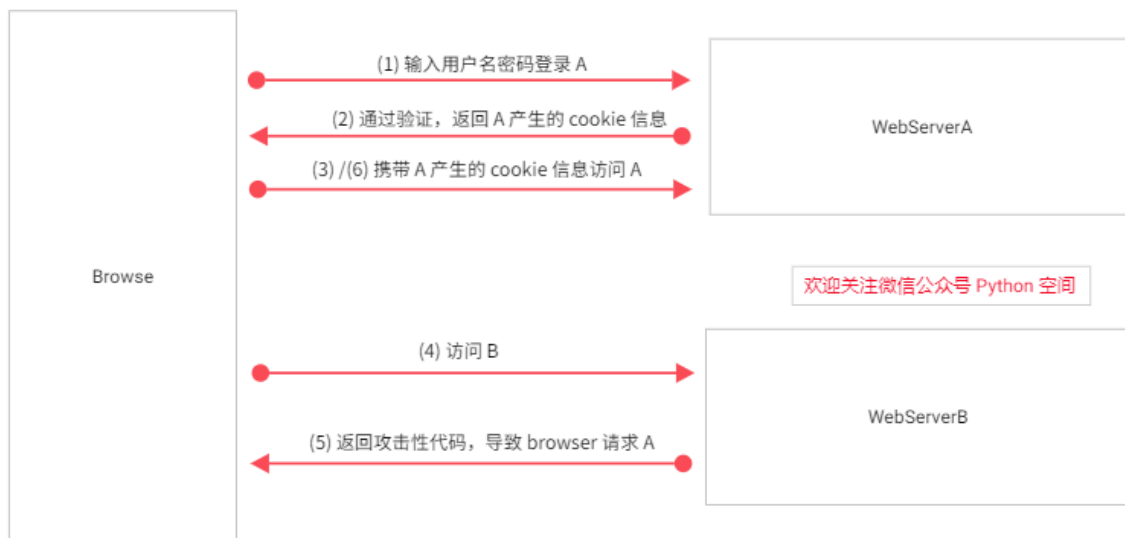 (1) 输入用户名密码登录 A
(2) 通过验证，返回 A 产生的 cookie 信息
WebServerA
(3) /(6) 携带 A 产生的 cookie 信息访问 A
Browse
欢迎关注微信公众号 Python 空间
(4) 访问 B
WebServerB
(5) 返回攻击性代码，导致 browser 请求 A